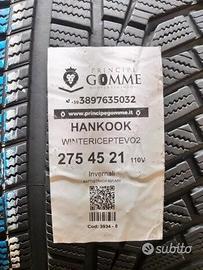 PRINCIPE
GOMME
+39 3897635032
www.principegomme.it
HANKOOK
WINTERICEPTEVO2
275 45 21 110V
Invernali
Cod: 3934 - 8
subito